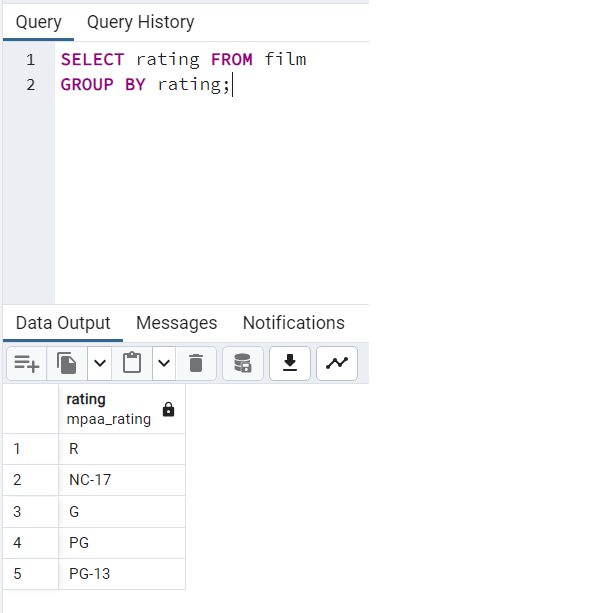 Query Query History
1 SELECT rating FROM film
2 GROUP BY rating;
Data Output Messages Notifications
rating
mpaa_rating
1 R
2 NC-17
3 G
4 PG
5 PG-13